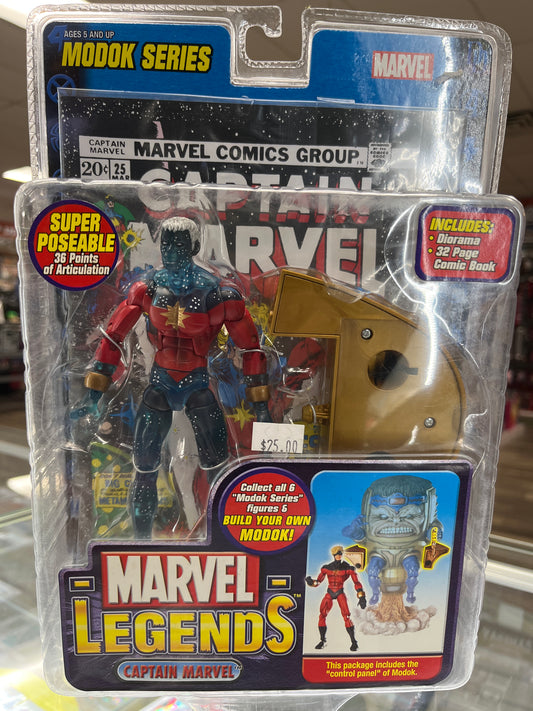 AGES 5 AND UP
MODOK SERIES
MARVEL
CAPTAIN
MARVEL
MARVEL COMICS GROUP
20¢
25
MAR
CAPTAIN
MARVEL
SUPER
POSEABLE
36 Points
of Articulation
INCLUDES:
• Diorama
• 32 Page
Comic Book
$25.00
Collect all 6
"Modok Series"
figures &
BUILD YOUR OWN
MODOK!
MARVEL
LEGENDS™
CAPTAIN MARVEL™
This package includes the
"control panel" of Modok.